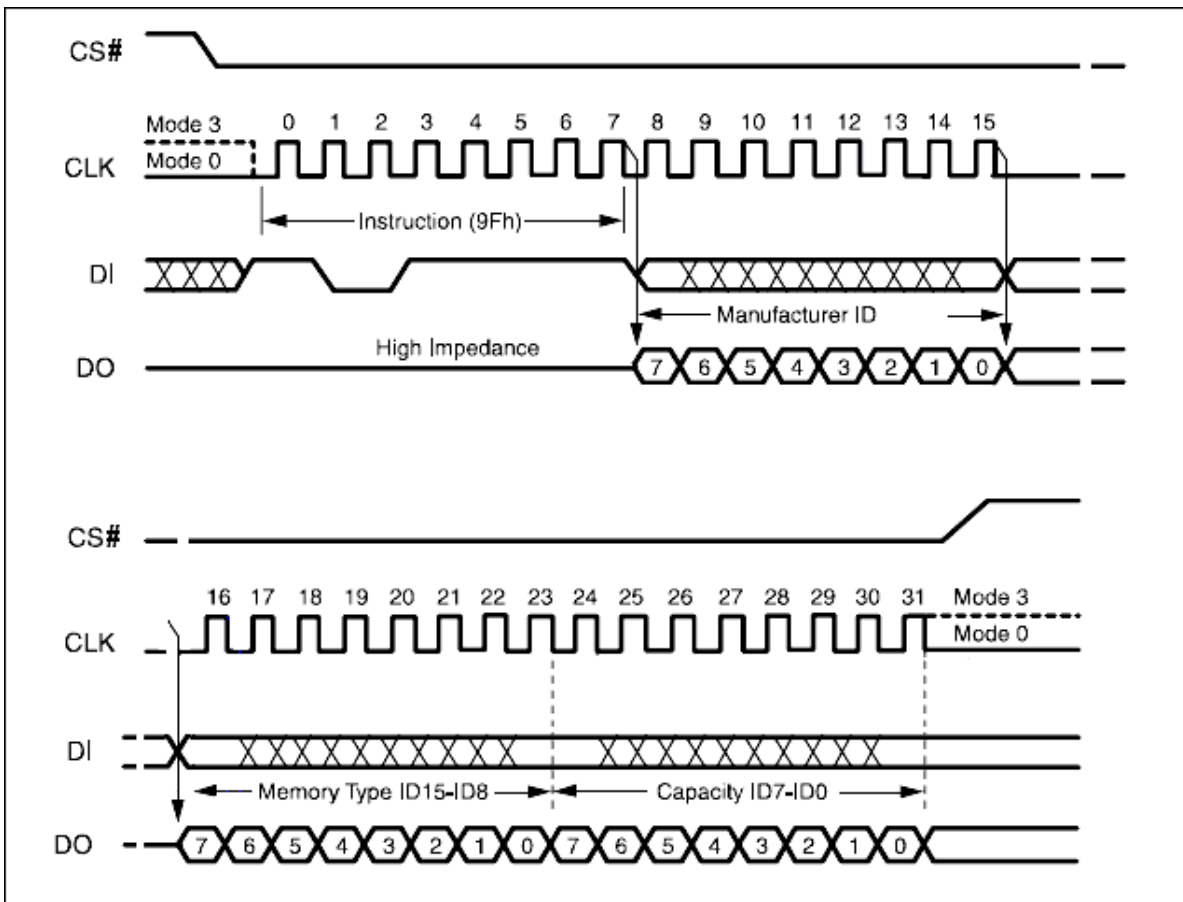 CS#
Mode 3
0 1 2 3 4 5 6 7 8 9 10 11 12 13 14 15
CLK
Mode 0
Instruction (9Fh)
DI
Manufacturer ID
High Impedance
DO
7 6 5 4 3 2 1 0
CS#
16 17 18 19 20 21 22 23 24 25 26 27 28 29 30 31
Mode 3
CLK
Mode 0
DI
Memory Type ID15-ID8
Capacity ID7-ID0
DO
7 6 5 4 3 2 1 0 7 6 5 4 3 2 1 0